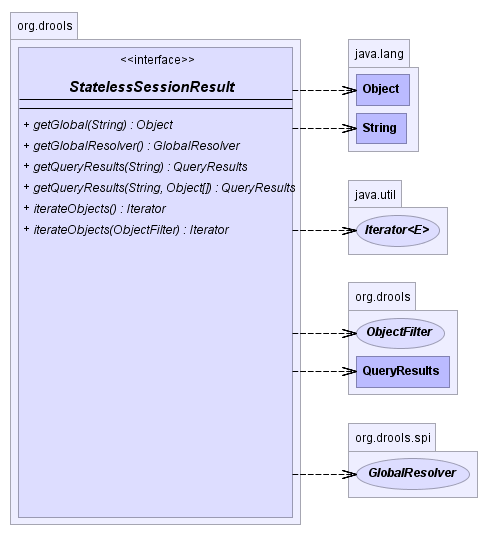 org.drools
<<interface>>
StatelessSessionResult
+ getGlobal(String) : Object
+ getGlobalResolver() : GlobalResolver
+ getQueryResults(String) : QueryResults
+ getQueryResults(String, Object[]) : QueryResults
+ iterateObjects() : Iterator
+ iterateObjects(ObjectFilter) : Iterator
java.lang
Object
String
java.util
Iterator<E>
org.drools
ObjectFilter
QueryResults
org.drools.spi
GlobalResolver